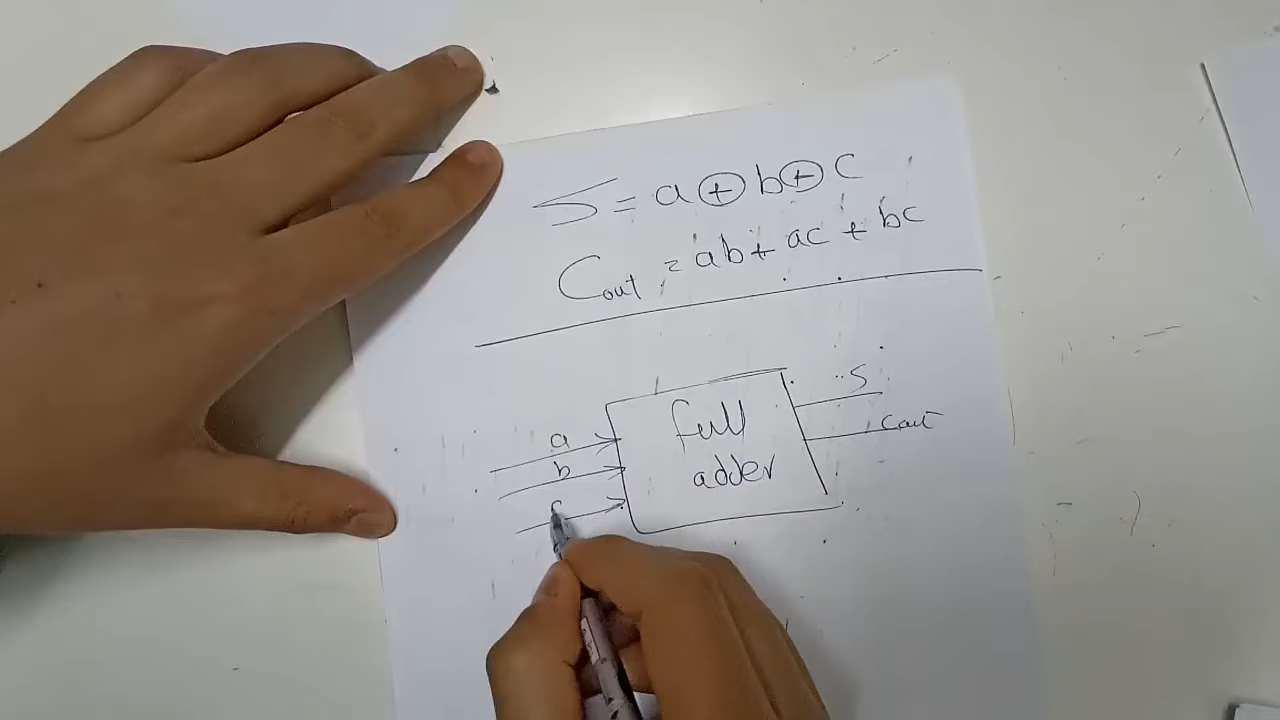 S = a ⊕ b ⊕ c
Cout = ab + ac + bc
S
a
full
Cout
b
adder
c